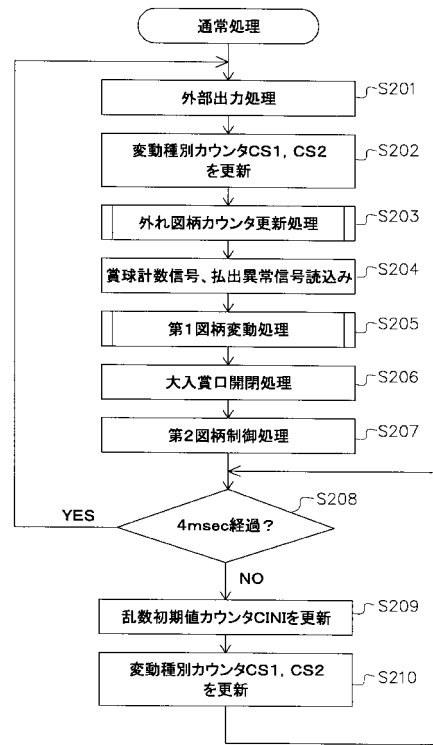 通常処理
外部出力処理
S201
変動種別カウンタCS1, CS2
を更新
S202
外れ図柄カウンタ更新処理
S203
賞球計数信号、払出異常信号読込み
S204
第1図柄変動処理
S205
大入賞口開閉処理
S206
第2図柄制御処理
S207
4msec経過?
S208
YES
NO
乱数初期値カウンタCINIを更新
S209
変動種別カウンタCS1, CS2
を更新
S210